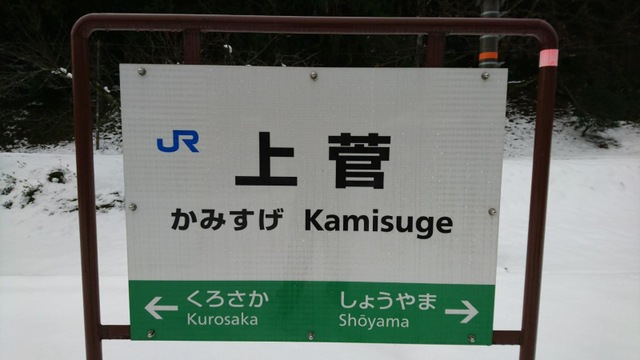 JR
上菅
かみすげ Kamisuge
← くろさか しょうやま →
Kurosaka Shōyama